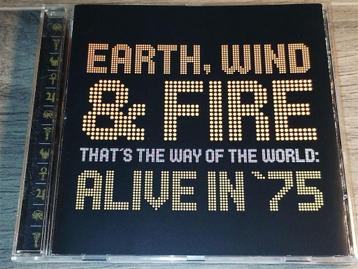 EARTH, WIND
& FIRE
THAT'S THE WAY OF THE WORLD:
ALIVE IN '75